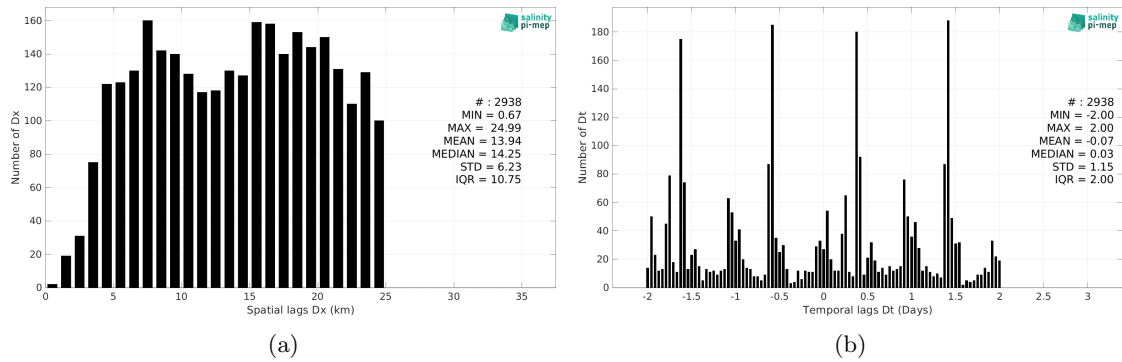 160
140
120
100
80
60
40
20
0
Number of Dx
0 5 10 15 20 25 30 35
Spatial lags Dx (km)
salinity
pi-mep
# : 2938
MIN = 0.67
MAX = 24.99
MEAN = 13.94
MEDIAN = 14.25
STD = 6.23
IQR = 10.75
(a)
180
160
140
120
100
80
60
40
20
0
Number of Dt
-2 -1.5 -1 -0.5 0 0.5 1 1.5 2 2.5 3
Temporal lags Dt (Days)
salinity
pi-mep
# : 2938
MIN = -2.00
MAX = 2.00
MEAN = -0.07
MEDIAN = 0.03
STD = 1.15
IQR = 2.00
(b)